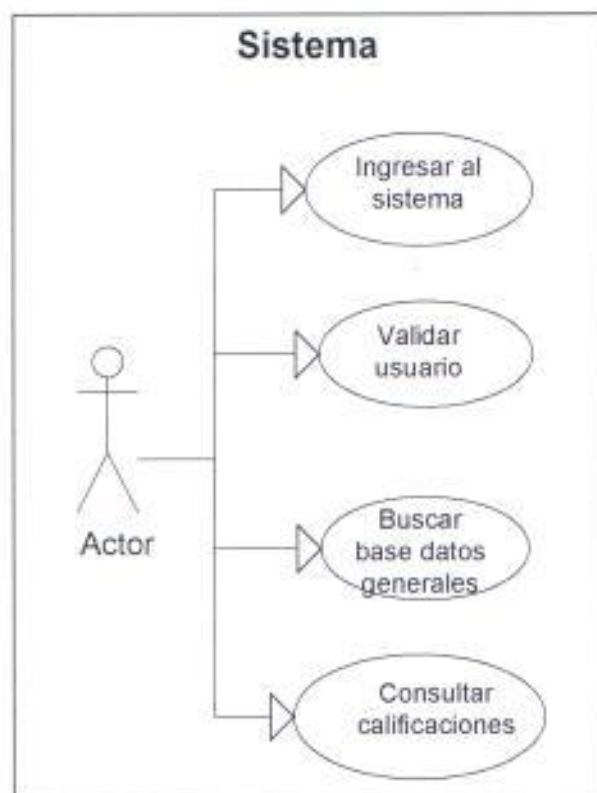 Sistema
Ingresar al
sistema
Validar
usuario
Buscar
base datos
generales
Actor
Consultar
calificaciones